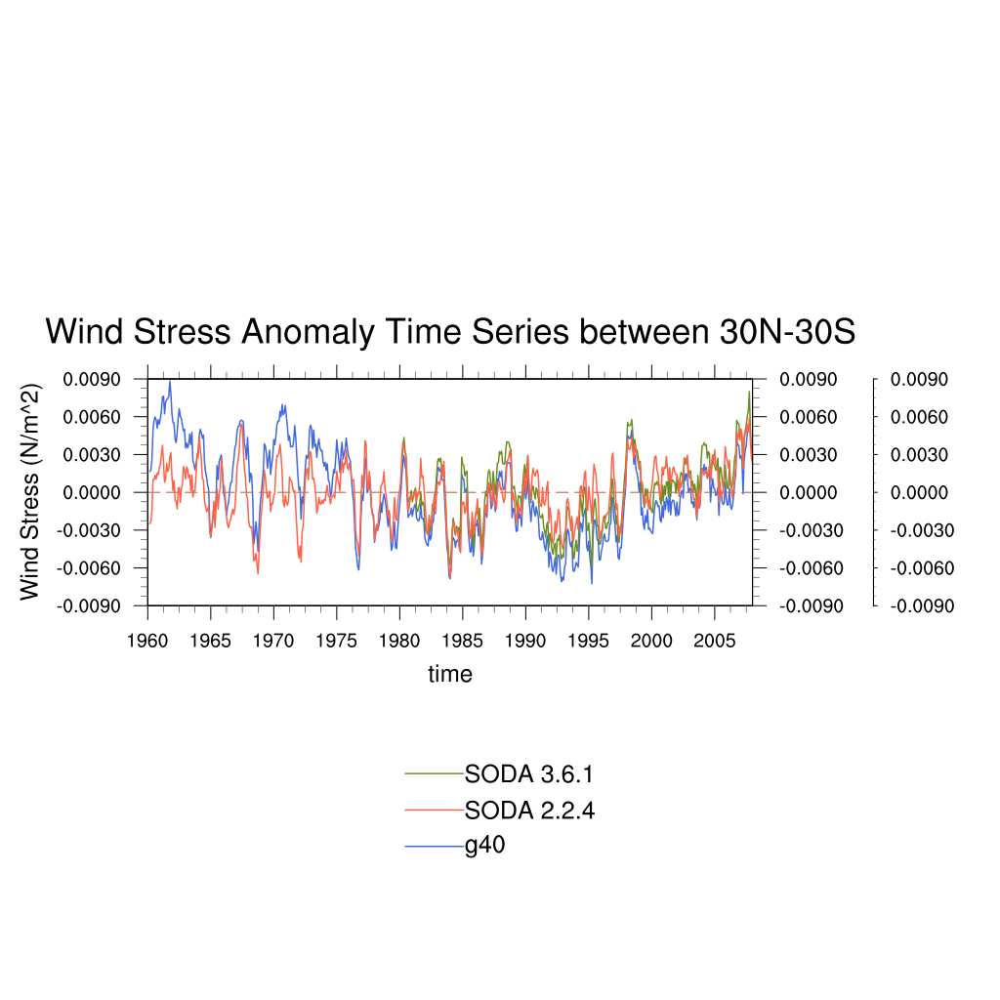 Wind Stress Anomaly Time Series between 30N-30S
Wind Stress (N/m^2)
0.0090 0.0090 0.0090
0.0060 0.0060 0.0060
0.0030 0.0030 0.0030
0.0000 0.0000 0.0000
-0.0030 -0.0030 -0.0030
-0.0060 -0.0060 -0.0060
-0.0090 -0.0090 -0.0090
1960 1965 1970 1975 1980 1985 1990 1995 2000 2005
time
SODA 3.6.1
SODA 2.2.4
g40